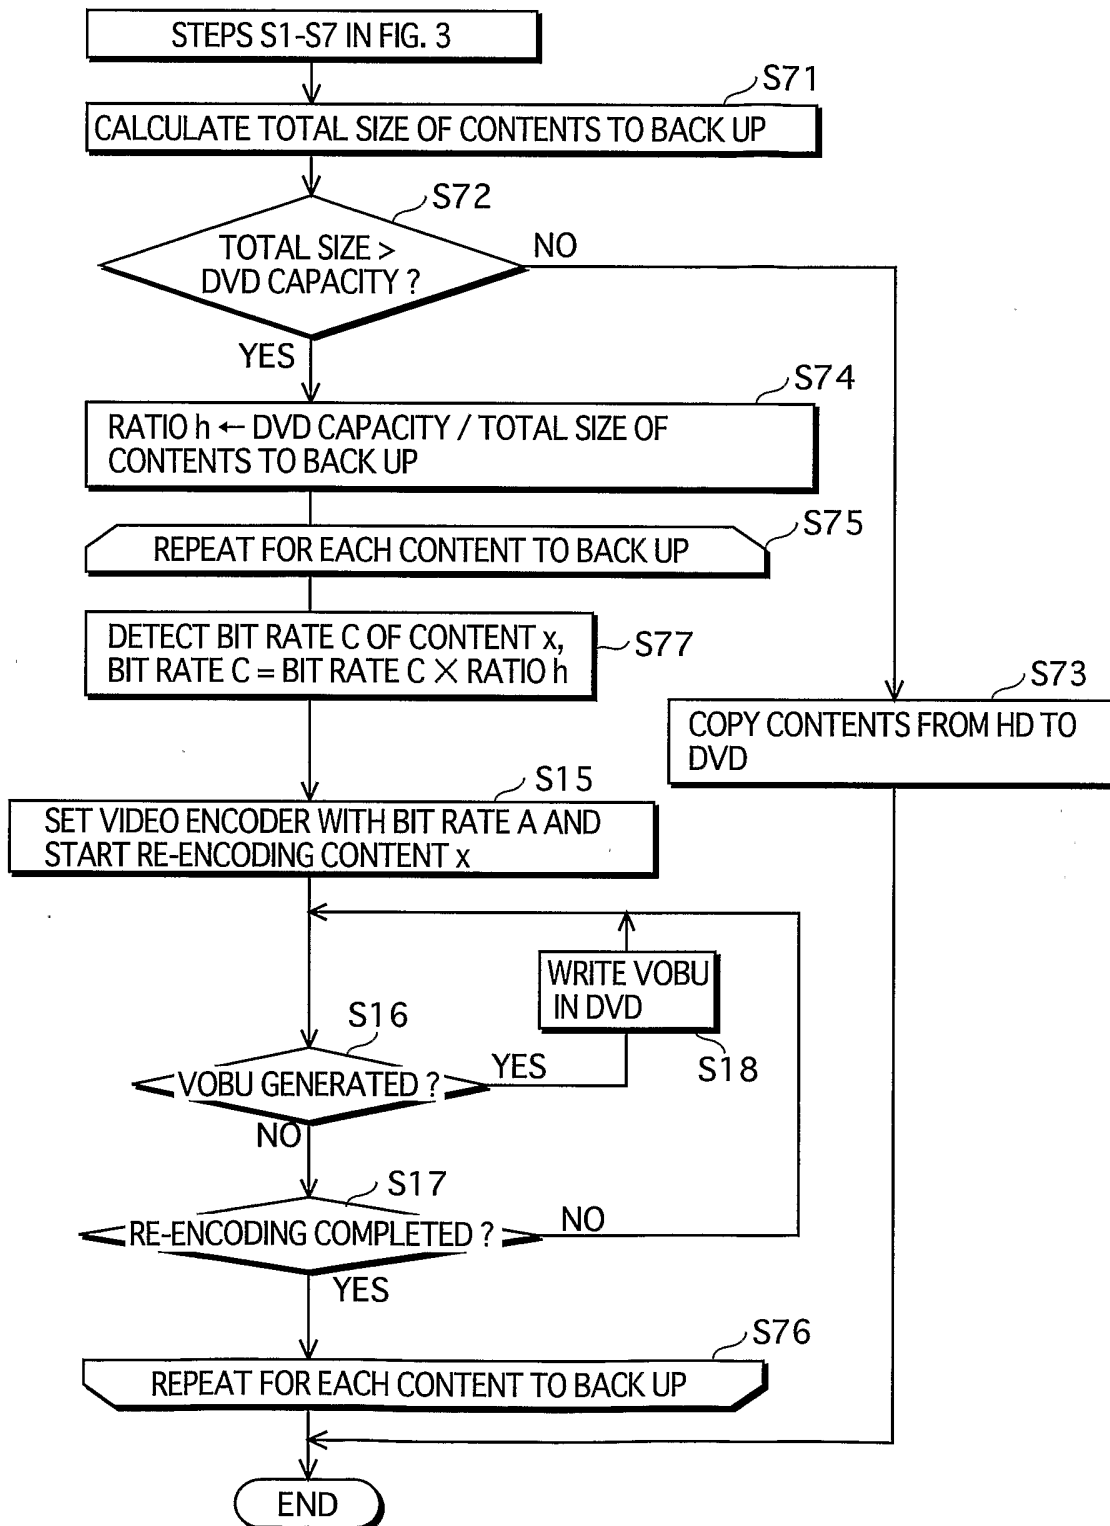 STEPS S1-S7 IN FIG. 3
S71
CALCULATE TOTAL SIZE OF CONTENTS TO BACK UP
S72
TOTAL SIZE >
DVD CAPACITY ?
NO
YES
S74
RATIO h ← DVD CAPACITY / TOTAL SIZE OF
CONTENTS TO BACK UP
S75
REPEAT FOR EACH CONTENT TO BACK UP
DETECT BIT RATE C OF CONTENT x,
BIT RATE C = BIT RATE C × RATIO h
S77
S73
COPY CONTENTS FROM HD TO
DVD
S15
SET VIDEO ENCODER WITH BIT RATE A AND
START RE-ENCODING CONTENT x
WRITE VOBU
IN DVD
S18
S16
VOBU GENERATED ?
YES
NO
S17
RE-ENCODING COMPLETED ?
NO
YES
S76
REPEAT FOR EACH CONTENT TO BACK UP
END